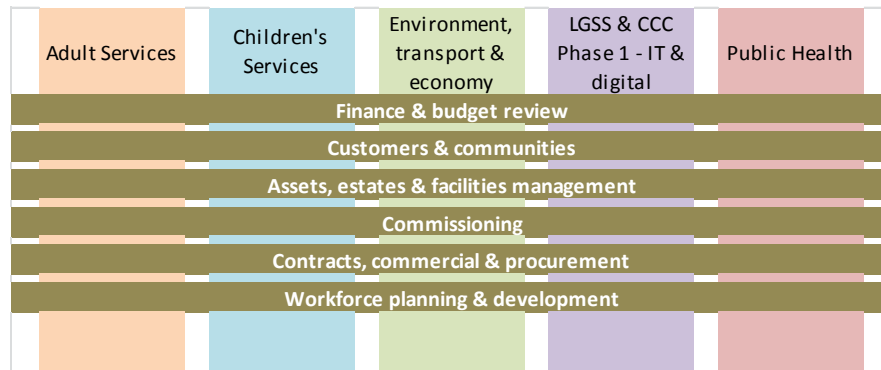 Adult Services
Children's
Services
Environment,
transport &
economy
LGSS & CCC
Phase 1 - IT &
digital
Public Health
Finance & budget review
Customers & communities
Assets, estates & facilities management
Commissioning
Contracts, commercial & procurement
Workforce planning & development